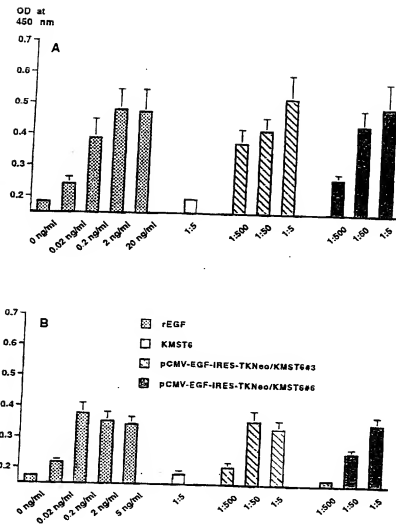 OD at
450 nm
0.7
A
0.6
0.5
0.4
0.3
0.2
0 ng/ml
0.02 ng/ml
0.2 ng/ml
2 ng/ml
20 ng/ml
1:5
1:500
1:50
1:5
1:500
1:50
1:5
0.7
B
0.6
0.5
0.4
0.3
0.2
0 ng/ml
0.02 ng/ml
0.2 ng/ml
2 ng/ml
5 ng/ml
1:5
1:500
1:50
1:5
1:500
1:50
1:5
rEGF
KMST6
pCMV-EGF-IRES-TKNeo/KMST6#3
pCMV-EGF-IRES-TKNeo/KMST6#6